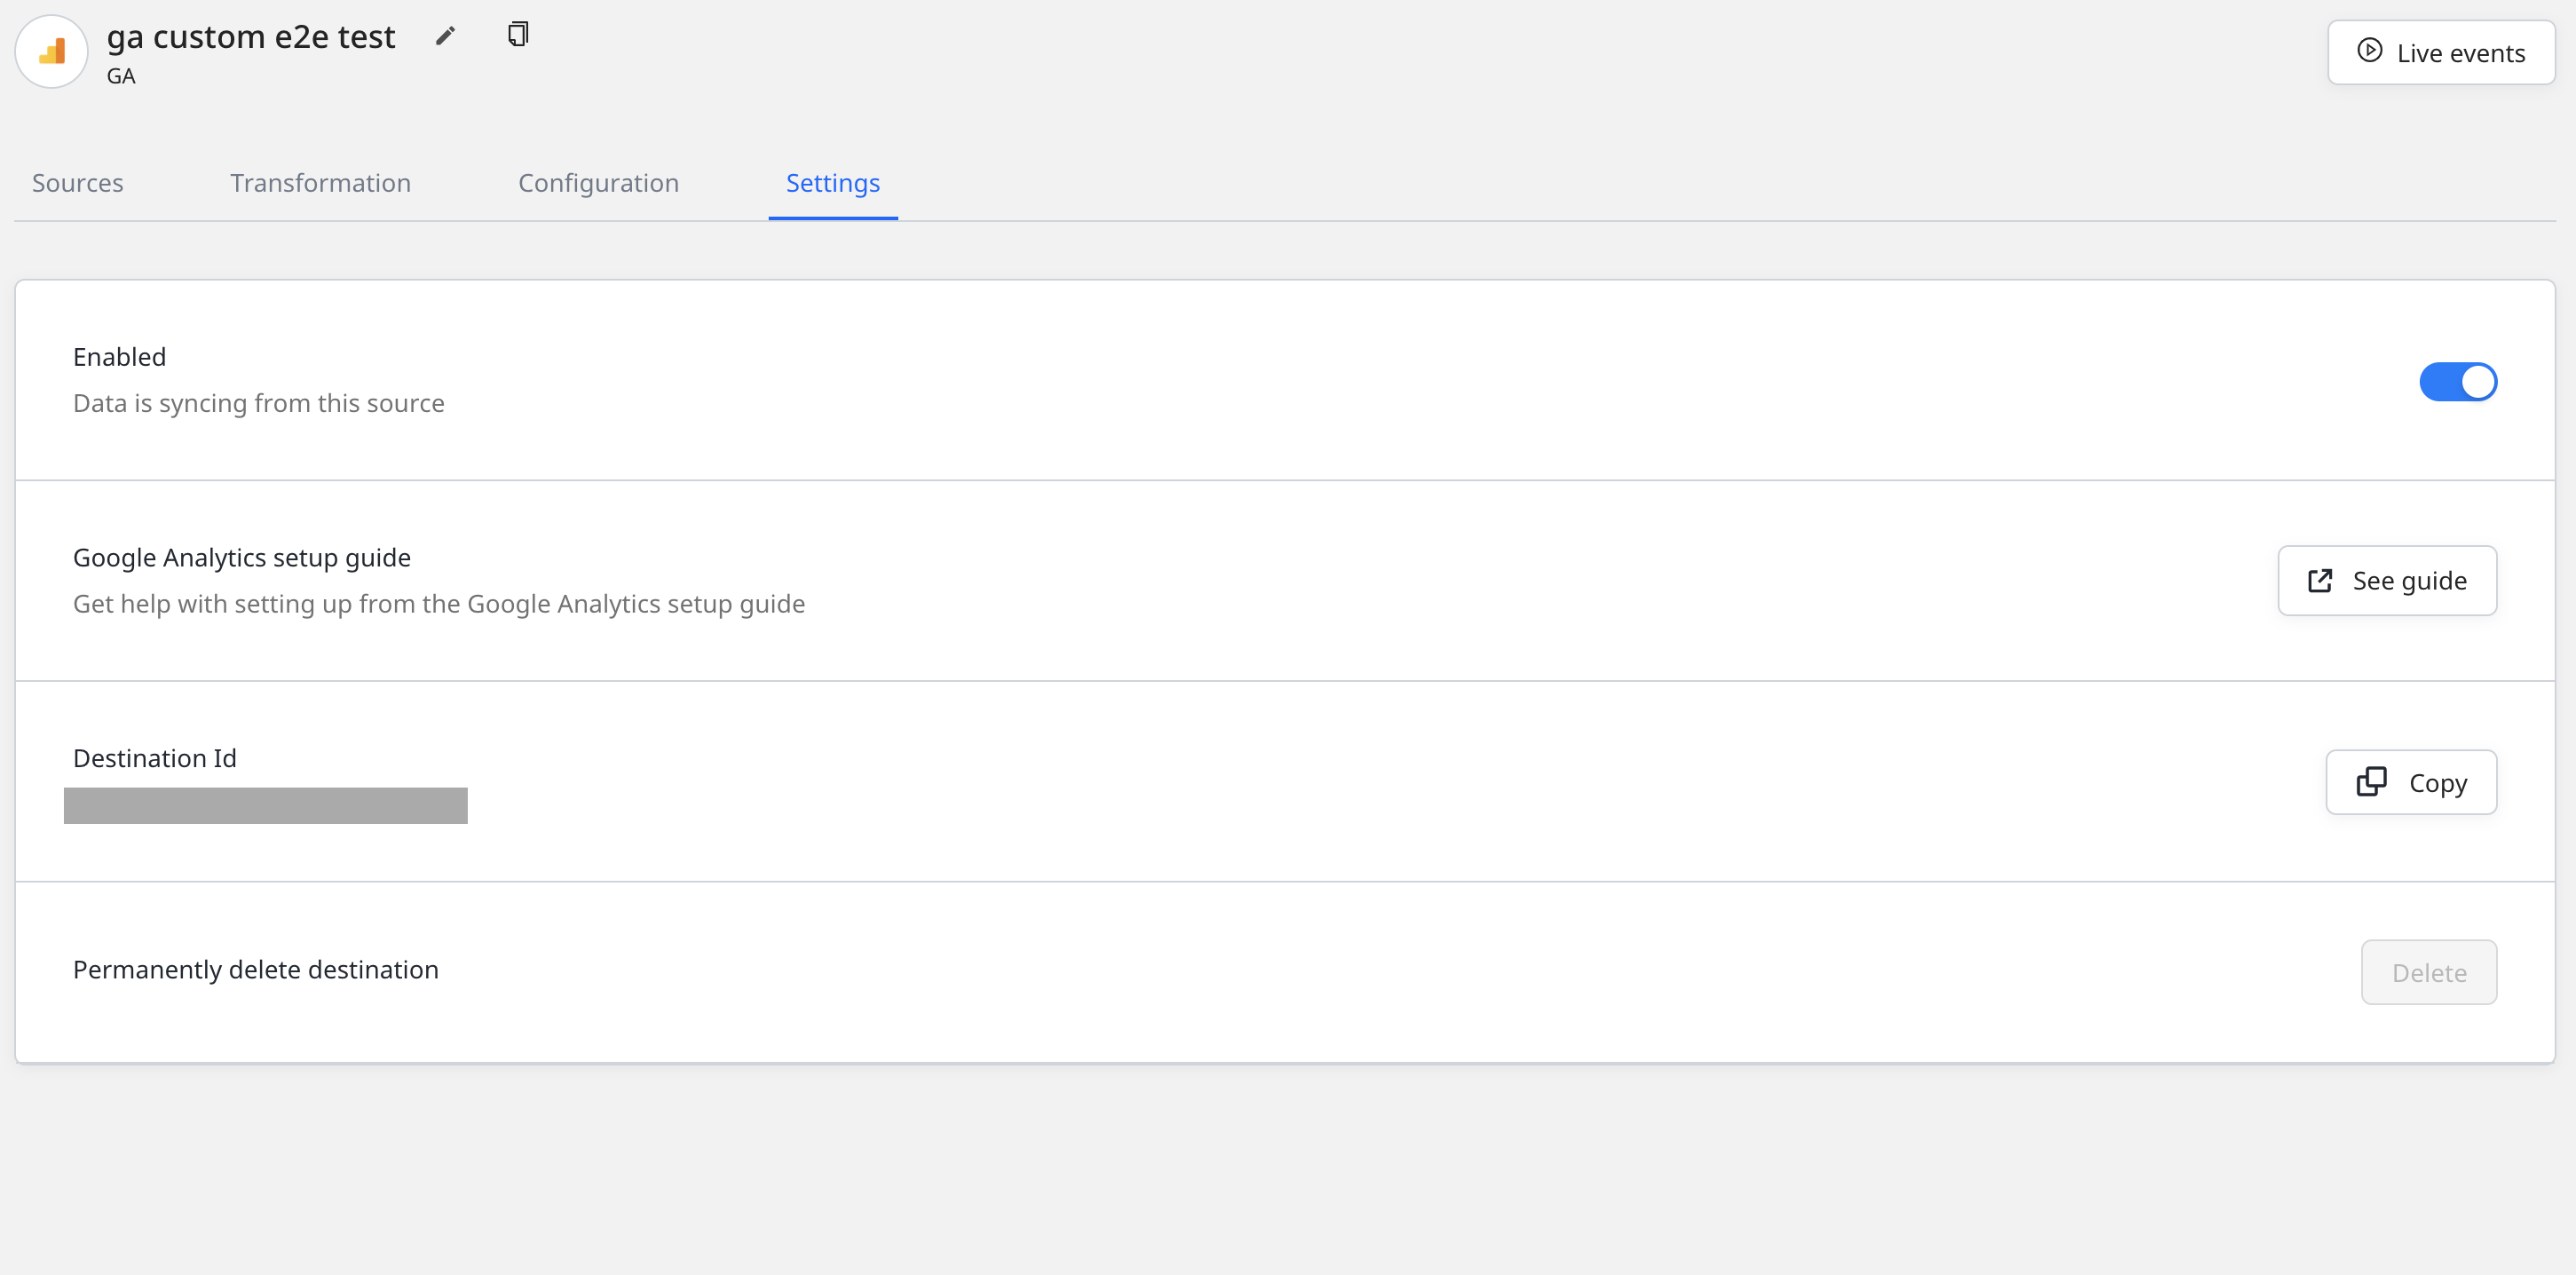 ga custom e2e test
GA
Live events
Sources
Transformation
Configuration
Settings
Enabled
Data is syncing from this source
Google Analytics setup guide
Get help with setting up from the Google Analytics setup guide
See guide
Destination Id
Copy
Permanently delete destination
Delete